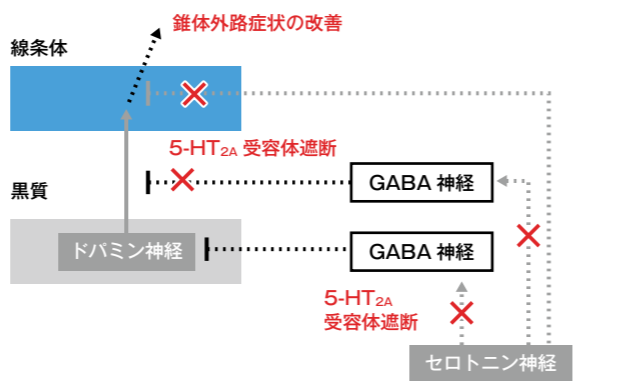 錐体外路症状の改善
線条体
5-HT2A 受容体遮断
GABA 神経
黒質
ドパミン神経
GABA 神経
5-HT2A
受容体遮断
セロトニン神経